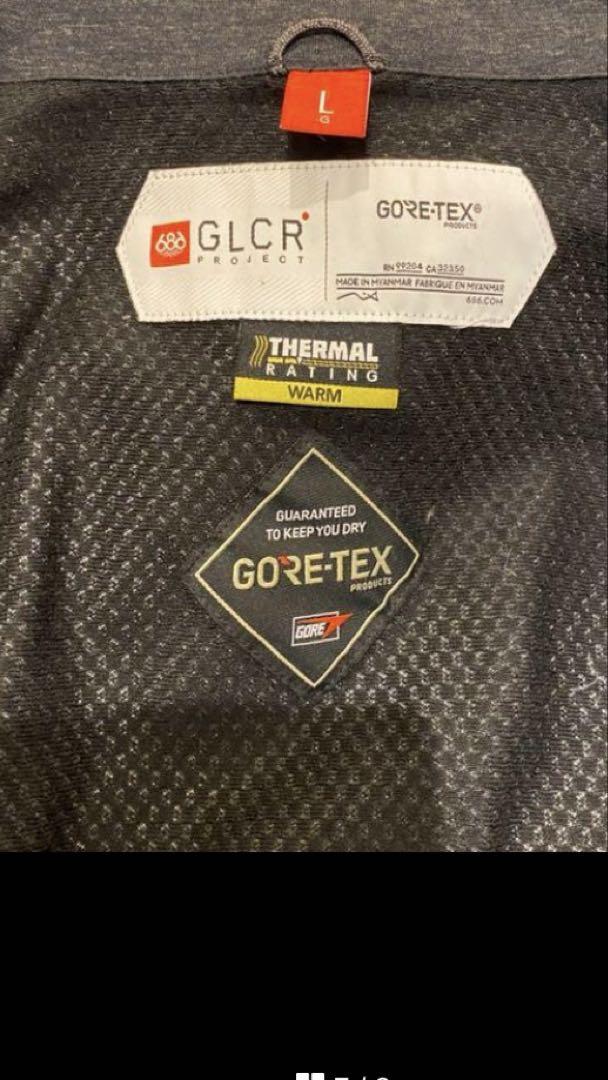 L
G
686
GLCR
PROJECT
GORE-TEX®
PRODUCTS
RN 99204 CA 32350
MADE IN MYANMAR FABRIQUE EN MYANMAR
686.COM
THERMAL
RATING
WARM
GUARANTEED
TO KEEP YOU DRY
GORE-TEX
PRODUCTS
GORE